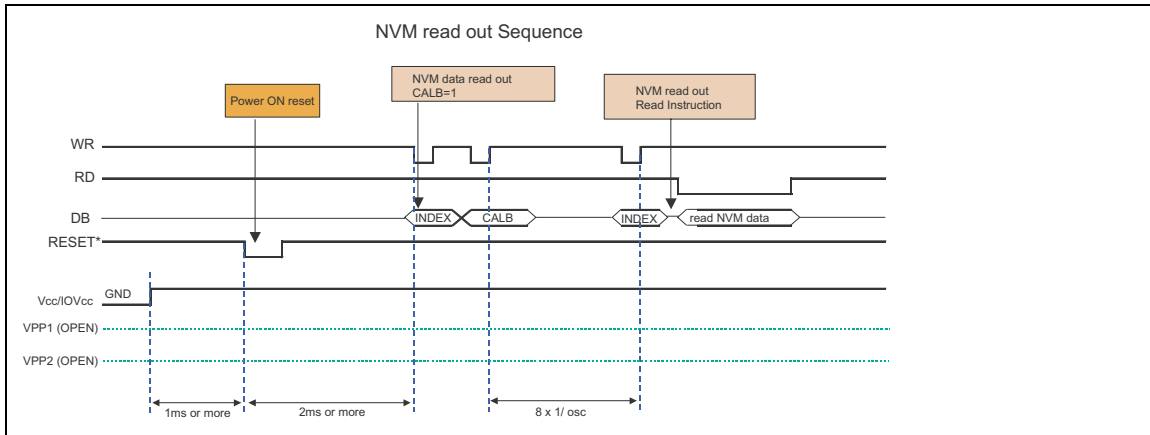 NVM read out Sequence
NVM data read out
CALB=1
NVM read out
Read Instruction
Power ON reset
WR
RD
DB
INDEX
CALB
INDEX
read NVM data
RESET*
GND
Vcc/IOVcc
VPP1 (OPEN)
VPP2 (OPEN)
1ms or more
2ms or more
8 x 1/ osc